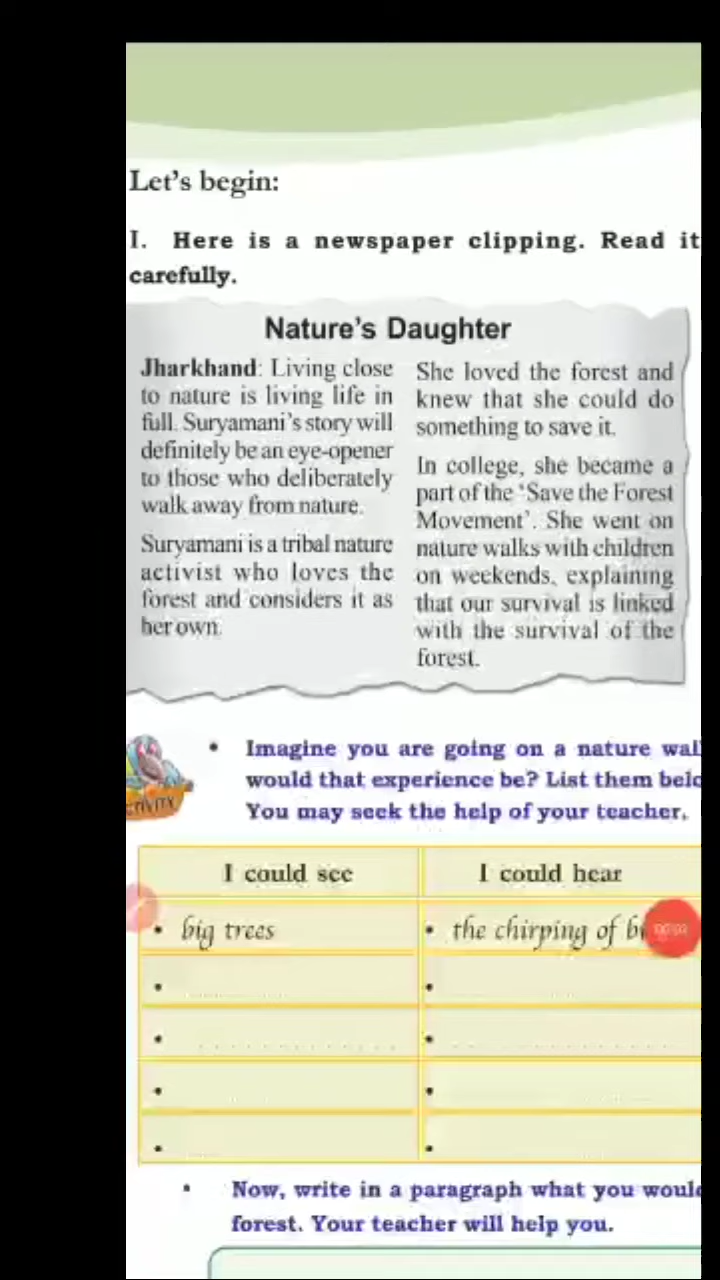 Let's begin:
I. Here is a newspaper clipping. Read it
carefully.
Nature's Daughter
Jharkhand: Living close
to nature is living life in
full. Suryamani's story will
definitely be an eye-opener
to those who deliberately
walk away from nature.
Suryamani is a tribal nature
activist who loves the
forest and considers it as
her own.
She loved the forest and
knew that she could do
something to save it.
In college, she became a
part of the 'Save the Forest
Movement'. She went on
nature walks with children
on weekends, explaining
that our survival is linked
with the survival of the
forest.
• Imagine you are going on a nature
would that experience be? List them
You may seek the help of your teacher.
I could see
I could hear
• big trees
• the chirping of
• Now, write in a paragraph what you
forest. Your teacher will help you.